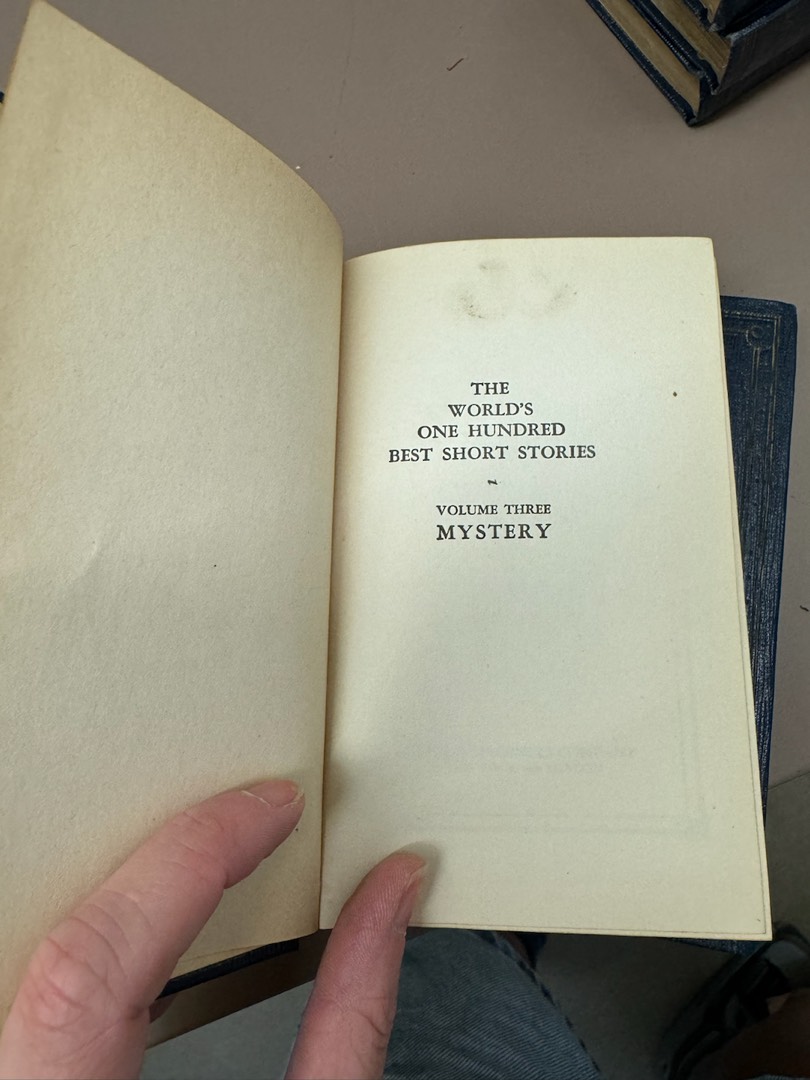 THE
WORLD'S
ONE HUNDRED
BEST SHORT STORIES
VOLUME THREE
MYSTERY